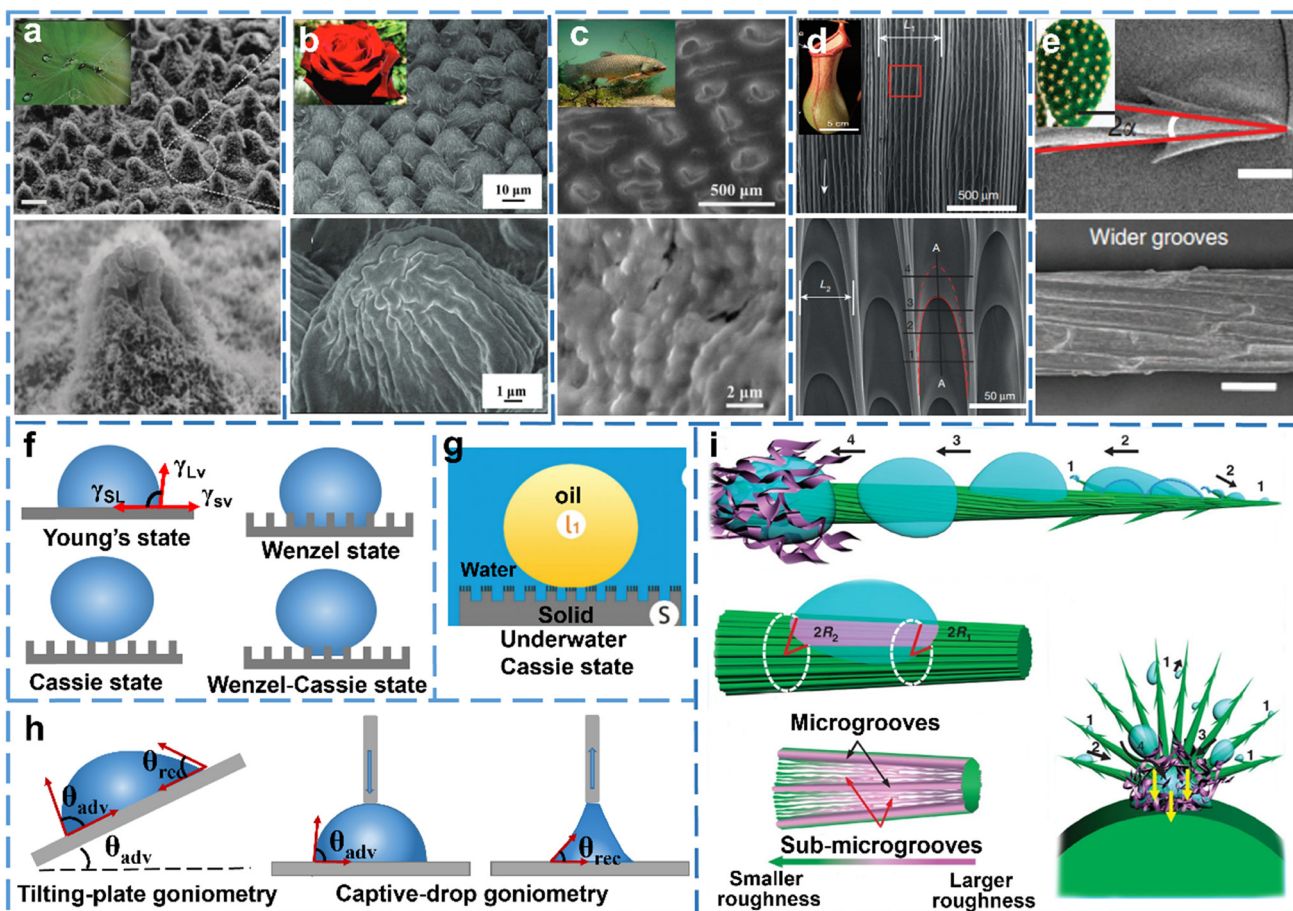 a
b
10 µm
1 µm
c
500 µm
2 µm
d
5 cm
L₁
500 µm
A
4
L₂
3
2
1
A
50 µm
e
2α
Wider grooves
f
γLv
γSL
γsv
Young's state
Wenzel state
Cassie state
Wenzel-Cassie state
g
oil
l₁
Water
Solid
S
Underwater
Cassie state
h
θrec
θadv
θadv
Tilting-plate goniometry
θadv
θrec
Captive-drop goniometry
i
4
3
2
1
2
1
2R₂
2R₁
Microgrooves
Sub-microgrooves
Smaller
roughness
Larger
roughness
1
1
1
2
4
3
1